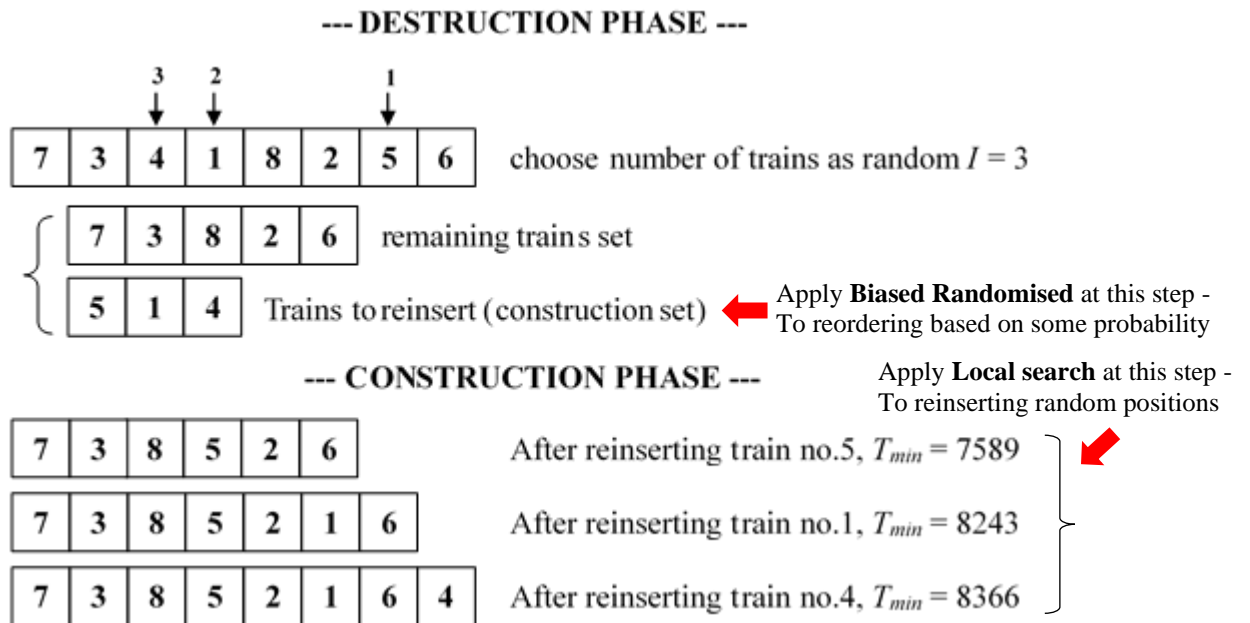 --- DESTRUCTION PHASE ---
3 2 1
7 3 4 1 8 2 5 6 choose number of trains as random I = 3
7 3 8 2 6 remaining trains set
5 1 4 Trains to reinsert (construction set)
Apply Biased Randomised at this step -
To reordering based on some probability
--- CONSTRUCTION PHASE ---
Apply Local search at this step -
To reinserting random positions
7 3 8 5 2 6 After reinserting train no.5, Tmin = 7589
7 3 8 5 2 1 6 After reinserting train no.1, Tmin = 8243
7 3 8 5 2 1 6 4 After reinserting train no.4, Tmin = 8366